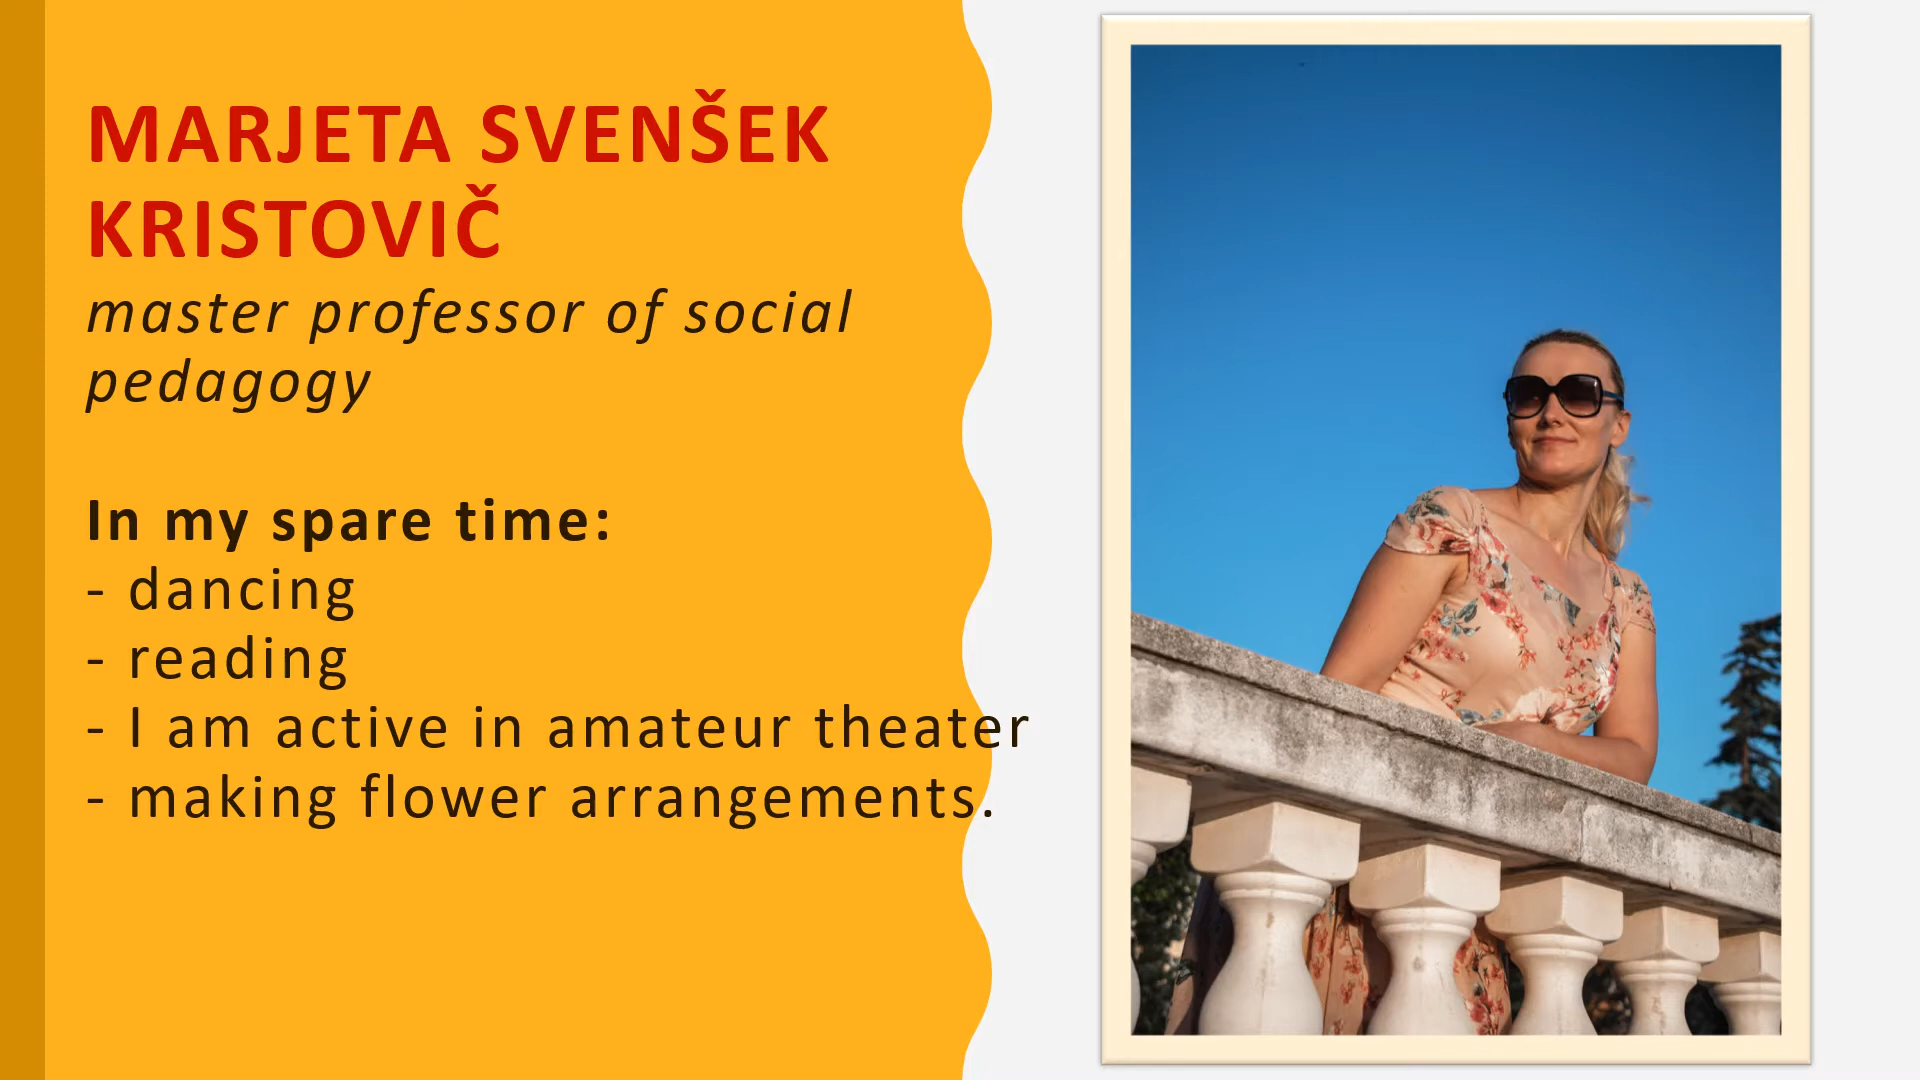 MARJETA SVENŠEK
KRISTOVIČ
master professor of social
pedagogy
In my spare time:
- dancing
- reading
- I am active in amateur theater
- making flower arrangements.